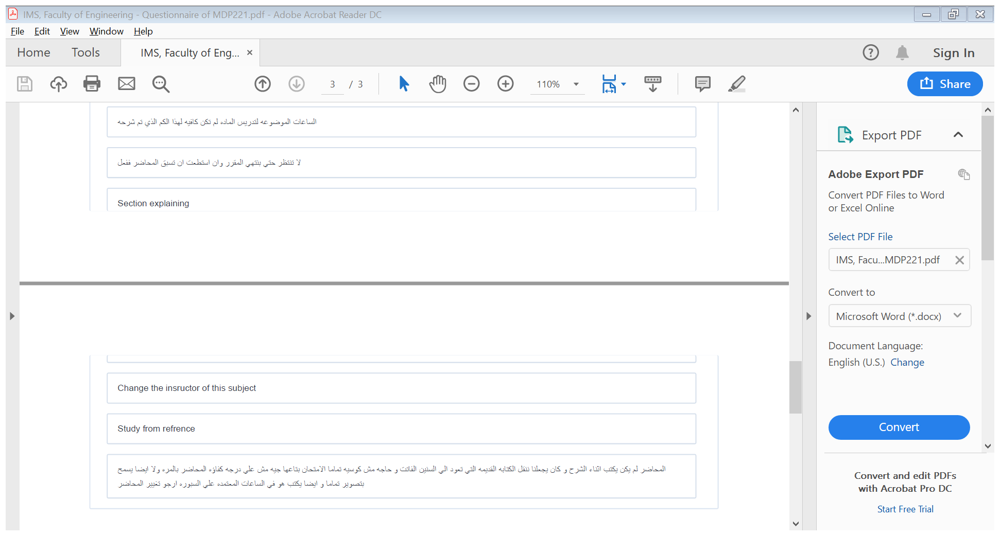 IMS, Faculty of Engineering - Questionnaire of MDP221.pdf - Adobe Acrobat Reader DC
File Edit View Window Help
Home Tools IMS, Faculty of Eng... × Sign In
3 / 3 110% Share
الساعات الموضوعه لتدريس الماده لم تكن كافيه لهذا الكم الذي تم شرحه
لا تنتظر حتي بنتهي المقرر وان استطعت ان تسبق المحاضر ففعل
Section explaining
Change the insructor of this subject
Study from refrence
المحاضر لم يكن يكتب اثناء الشرح و كان يجعلنا ننقل الكتابه القديمه التي تعود الي السنين الفاتت و حاجه مش كوسيه تماما الامتحان بتاعها جيه مش علي درجه كفاؤه المحاضر بالمره ولا ايضا يسمح
بتصوير تماما و ايضا يكتب هو في الساعات المعتمده علي السبوره ارجو تغيير المحاضر
Export PDF
Adobe Export PDF
Convert PDF Files to Word
or Excel Online
Select PDF File
IMS, Facu...MDP221.pdf
Convert to
Microsoft Word (*.docx)
Document Language:
English (U.S.) Change
Convert
Convert and edit PDFs
with Acrobat Pro DC
Start Free Trial